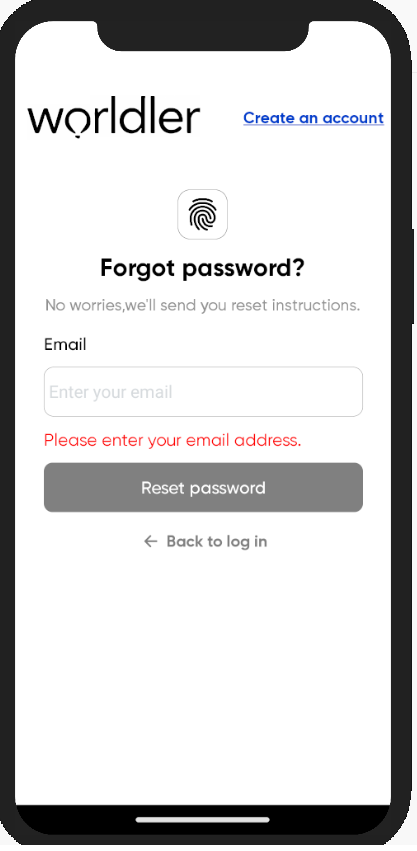 worldler
Create an account
Forgot password?
No worries,we'll send you reset instructions.
Email
Enter your email
Please enter your email address.
Reset password
← Back to log in